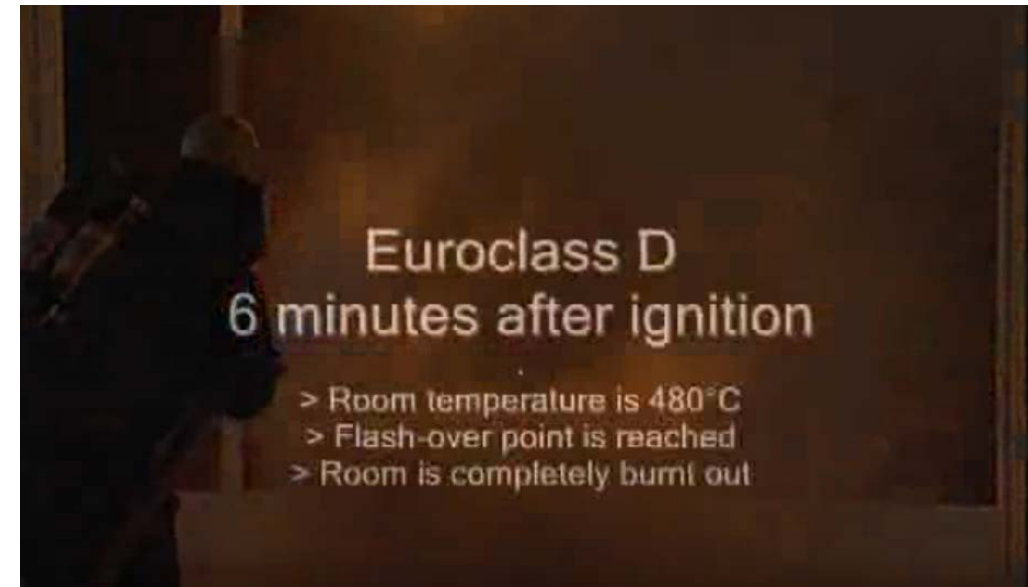 Euroclass D
6 minutes after ignition
> Room temperature is 480°C
> Flash-over point is reached
> Room is completely burnt out